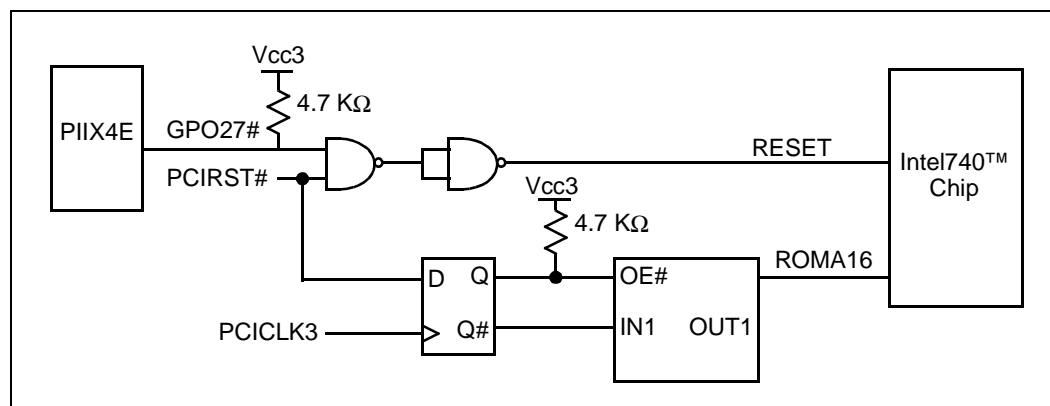 Vcc3
4.7 KΩ
PIIX4E
GPO27#
PCIRST#
RESET
Intel740™
Chip
Vcc3
4.7 KΩ
ROMA16
D
Q
OE#
PCICLK3
Q#
IN1
OUT1